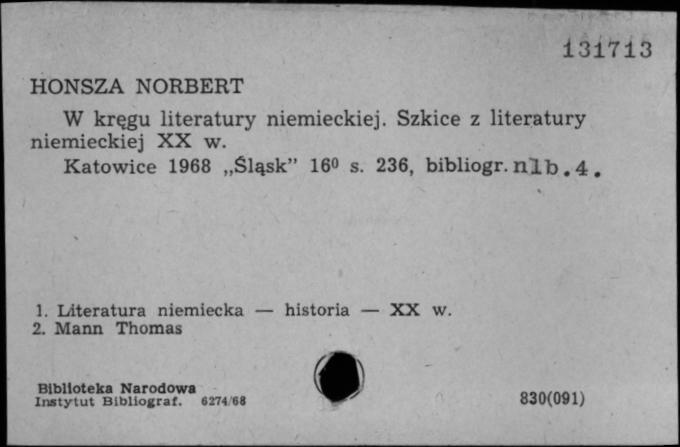 131713
HONSZA NORBERT
W kręgu literatury niemieckiej. Szkice z literatury
niemieckiej XX w.
Katowice 1968 „Śląsk” 16⁰ s. 236, bibliogr. nlb.4.
1. Literatura niemiecka — historia — XX w.
2. Mann Thomas
Biblioteka Narodowa
Instytut Bibliograf. 6274/68
830(091)